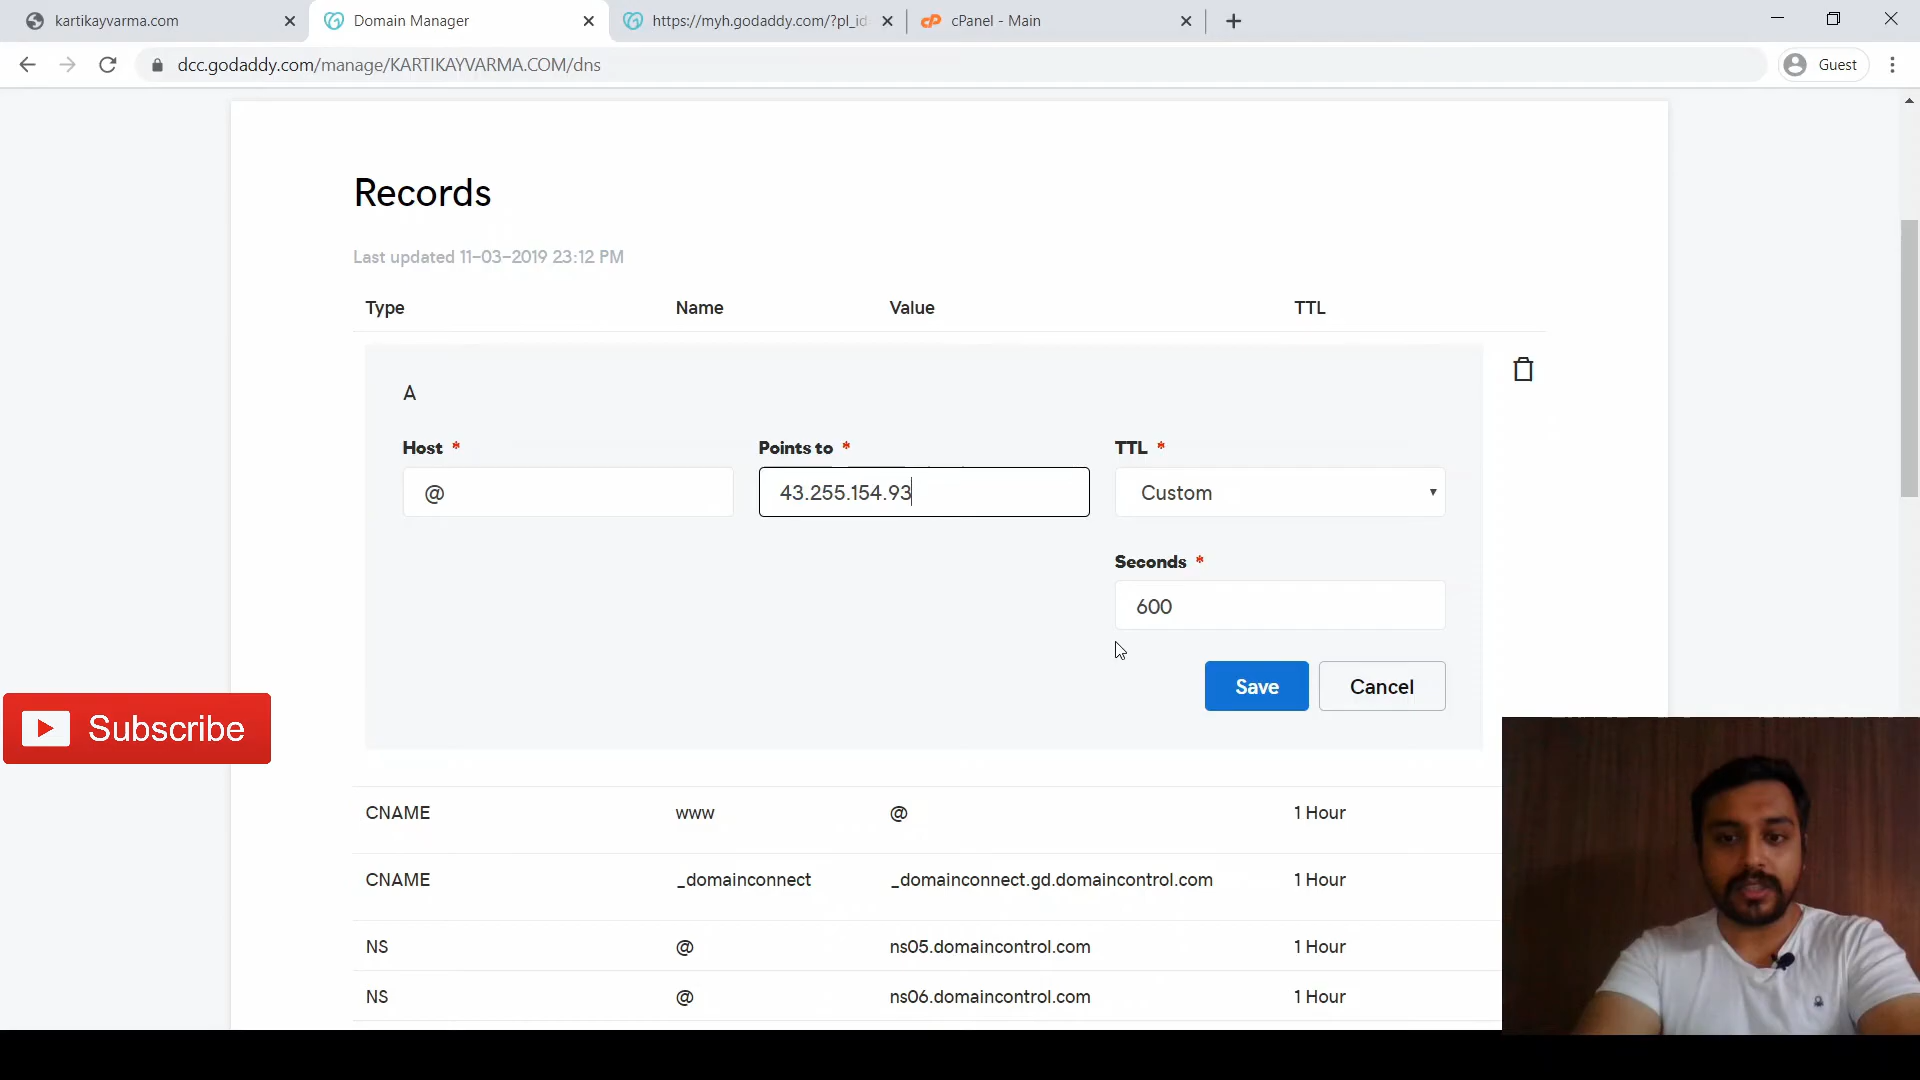 kartikayvarma.com
Domain Manager
https://myh.godaddy.com/?pl_id
cP cPanel - Main
dcc.godaddy.com/manage/KARTIKAYVARMA.COM/dns
Guest
Records
Last updated 11-03-2019 23:12 PM
Type Name Value TTL
A
Host * Points to * TTL *
@ 43.255.154.93 Custom
Seconds *
600
Save Cancel
Subscribe
CNAME www @ 1 Hour
CNAME _domainconnect _domainconnect.gd.domaincontrol.com 1 Hour
NS @ ns05.domaincontrol.com 1 Hour
NS @ ns06.domaincontrol.com 1 Hour